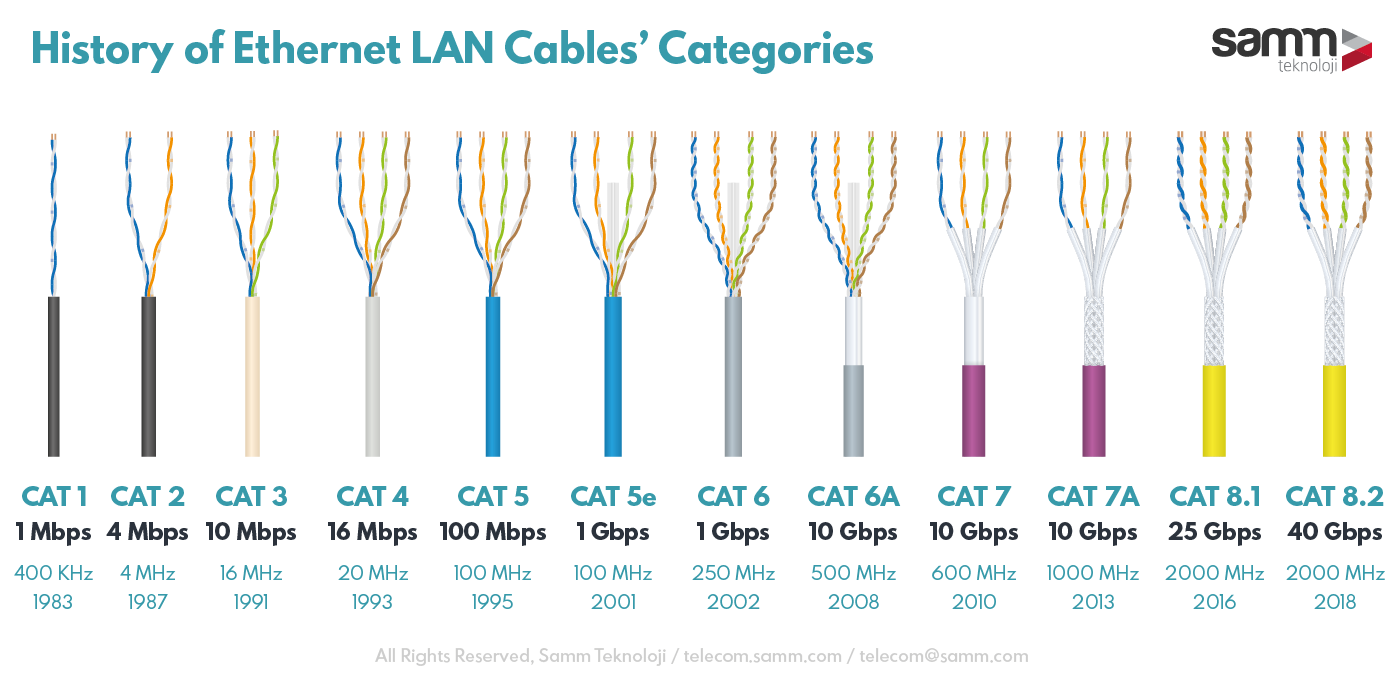 History of Ethernet LAN Cables’ Categories
samm
teknoloji
CAT 1 CAT 2 CAT 3 CAT 4 CAT 5 CAT 5e CAT 6 CAT 6A CAT 7 CAT 7A CAT 8.1 CAT 8.2
1 Mbps 4 Mbps 10 Mbps 16 Mbps 100 Mbps 1 Gbps 1 Gbps 10 Gbps 10 Gbps 10 Gbps 25 Gbps 40 Gbps
400 KHz 4 MHz 16 MHz 20 MHz 100 MHz 100 MHz 250 MHz 500 MHz 600 MHz 1000 MHz 2000 MHz 2000 MHz
1983 1987 1991 1993 1995 2001 2002 2008 2010 2013 2016 2018
All Rights Reserved, Samm Teknoloji / telecom.samm.com / telecom@samm.com